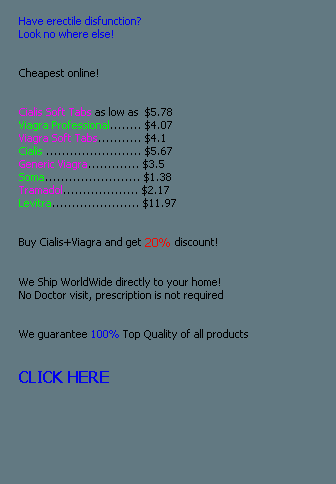 Have erectile disfunction?
Look no where else!
Cheapest online!
Cialis Soft Tabs as low as $5.78
Viagra Professional........ $4.07
Viagra Soft Tabs........... $4.1
Cialis ........................ $5.67
Generic Viagra............. $3.5
Soma........................ $1.38
................... $2.17
Levitra...................... $11.97
Buy Cialis+Viagra and get 20% discount!
We Ship WorldWide directly to your home!
No Doctor visit, prescription is not required
We guarantee 100% Top Quality of all products
CLICK HERE